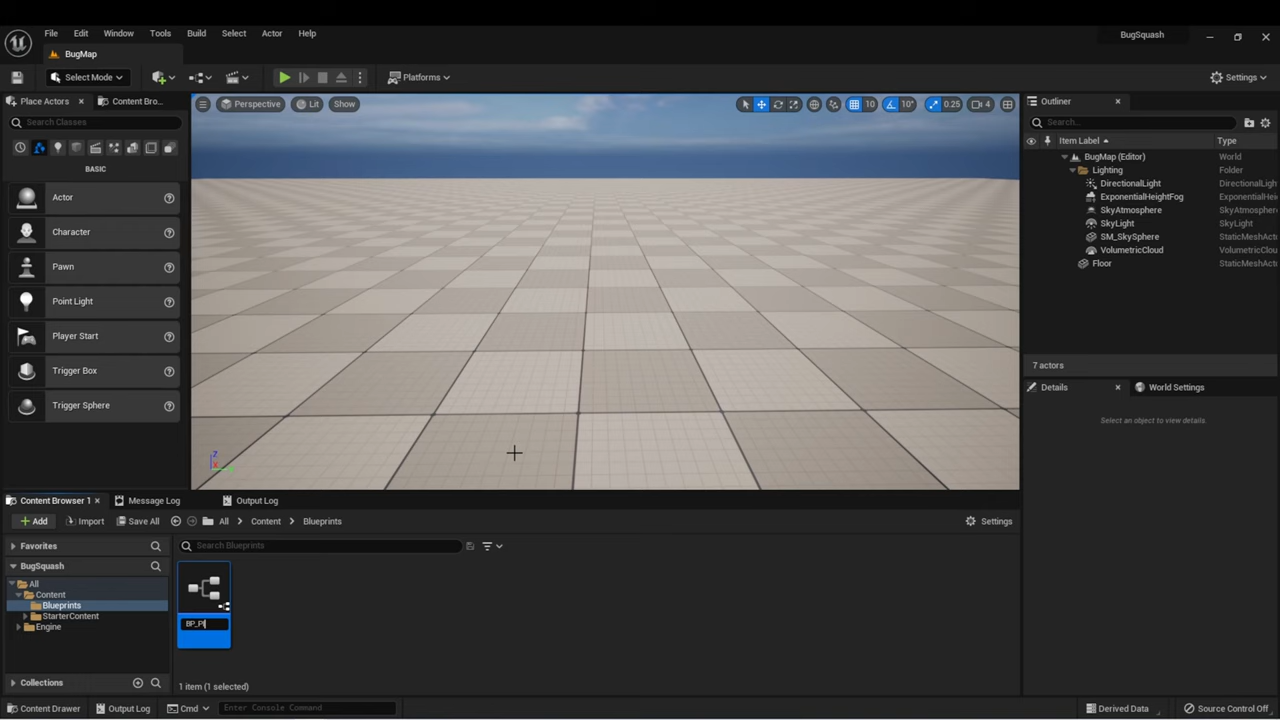 File Edit Window Tools Build Select Actor Help
BugSquash
BugMap
Select Mode
Platforms
Settings
Place Actors
Content Bro...
Perspective
Lit
Show
10
10°
0.25
4
Outliner
Search Classes
Search...
Item Label
Type
BASIC
BugMap (Editor) World
Lighting Folder
DirectionalLight DirectionalLigh
ExponentialHeightFog ExponentialHe
SkyAtmosphere SkyAtmosphere
SkyLight SkyLight
SM_SkySphere StaticMeshActo
VolumetricCloud VolumetricClou
Floor StaticMeshActo
Actor
Character
Pawn
Point Light
Player Start
Trigger Box
Trigger Sphere
7 actors
Details
World Settings
Select an object to view details.
Z
X
Content Browser 1
Message Log
Output Log
Add
Import
Save All
All
Content
Blueprints
Settings
Favorites
Search Blueprints
BugSquash
All
Content
Blueprints
StarterContent
Engine
BP_Pl
Collections
1 item (1 selected)
Content Drawer
Output Log
Cmd
Enter Console Command
Derived Data
Source Control Off